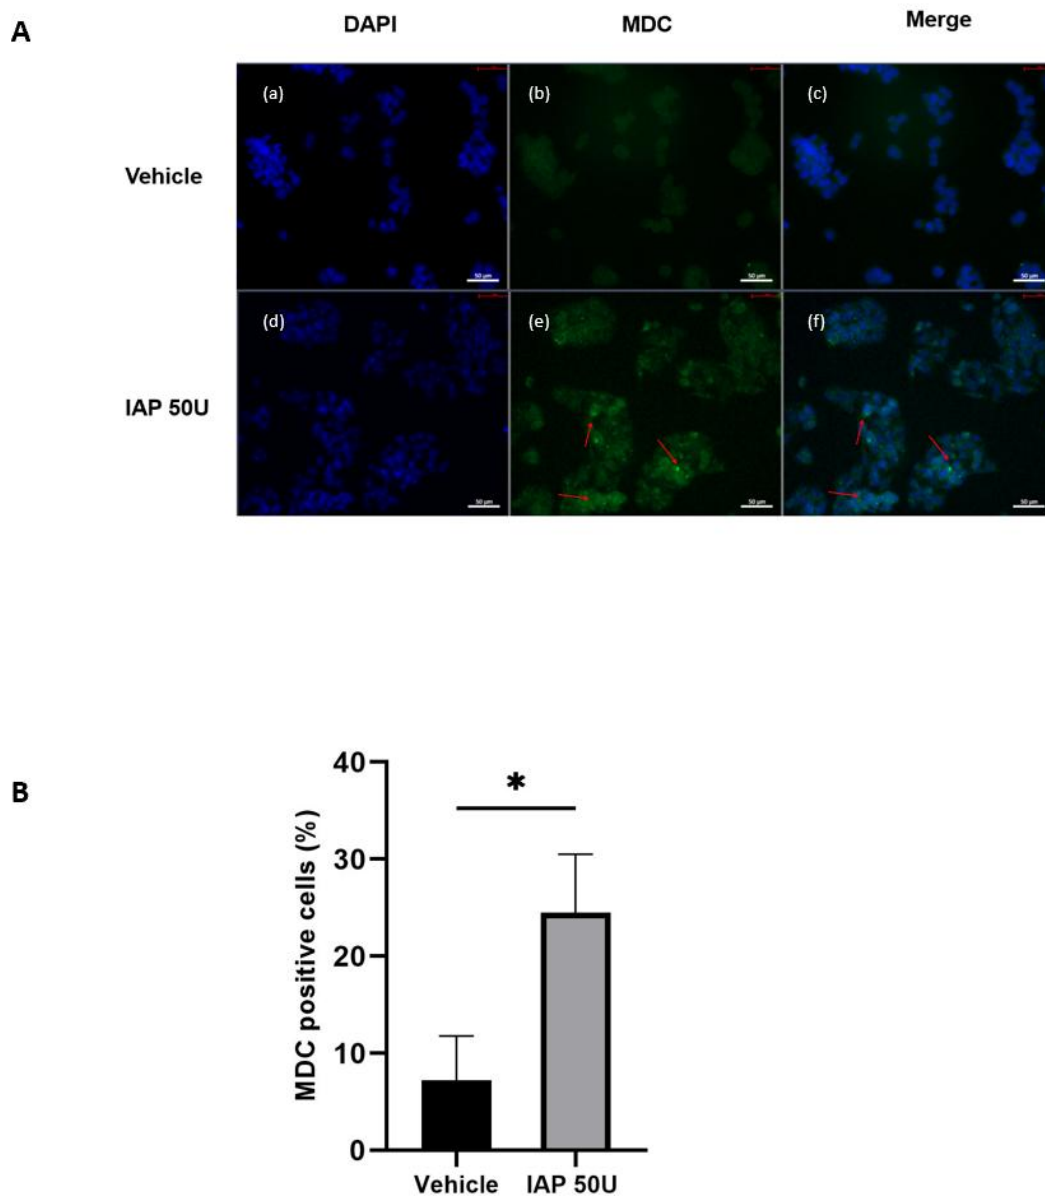 A
DAPI MDC Merge
(a) (b) (c)
Vehicle
50 μm 50 μm 50 μm
(d) (e) (f)
IAP 50U
50 μm 50 μm 50 μm
B
MDC positive cells (%)
40
*
30
20
10
0
Vehicle IAP 50U